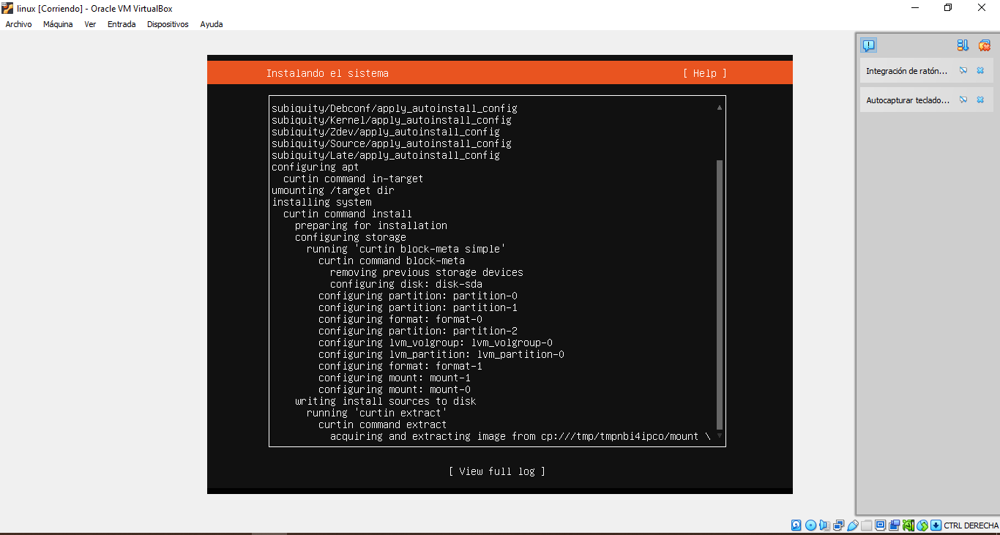 linux [Corriendo] - Oracle VM VirtualBox
Archivo Máquina Ver Entrada Dispositivos Ayuda
Instalando el sistema [ Help ]
subiquity/Debconf/apply_autoinstall_config
subiquity/Kernel/apply_autoinstall_config
subiquity/Zdev/apply_autoinstall_config
subiquity/Source/apply_autoinstall_config
subiquity/Late/apply_autoinstall_config
configuring apt
curtin command in-target
umounting /target dir
installing system
curtin command install
preparing for installation
configuring storage
running 'curtin block-meta simple'
curtin command block-meta
removing previous storage devices
configuring disk: disk-sda
configuring partition: partition-0
configuring partition: partition-1
configuring format: format-0
configuring partition: partition-2
configuring lvm_volgroup: lvm_volgroup-0
configuring lvm_partition: lvm_partition-0
configuring format: format-1
configuring mount: mount-1
configuring mount: mount-0
writing install sources to disk
running 'curtin extract'
curtin command extract
acquiring and extracting image from cp:///tmp/tmpnbi4ipco/mount \
[ View full log ]
Integración de ratón...
Autocapturar teclado...
CTRL DERECHA